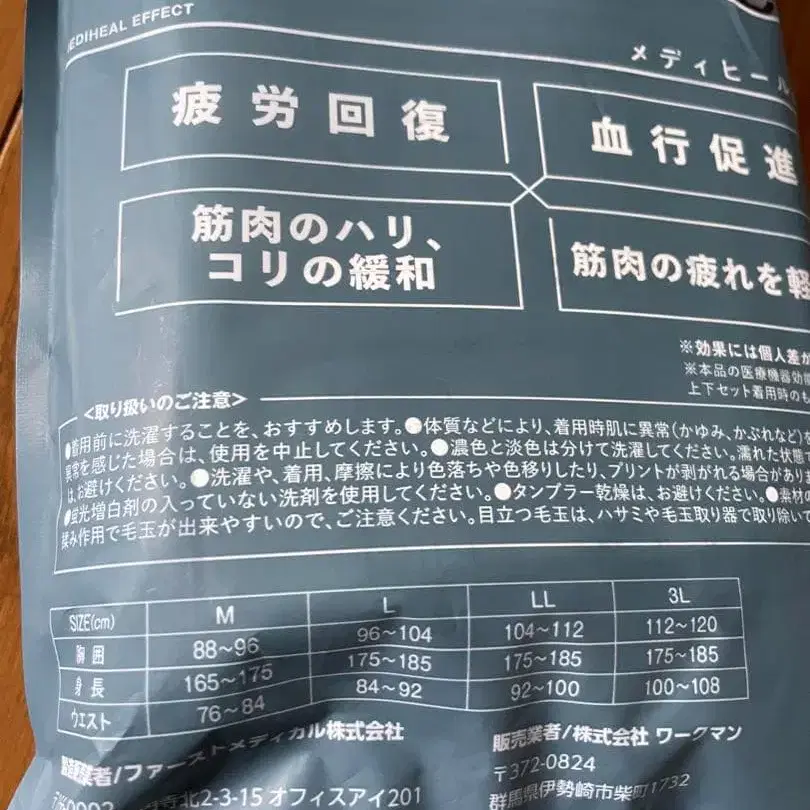 MEDIHEAL EFFECT
メディヒール
疲労回復
血行促進
筋肉のハリ、
コリの緩和
筋肉の疲れを軽
※効果には個人差が
※本品の医療機器効
上下セット着用時のも
<取り扱いのご注意>
●着用前に洗濯することを、おすすめします。●体質などにより、着用時肌に異常(かゆみ、かぶれなど)を
異常を感じた場合は、使用を中止してください。●濃色と淡色は分けて洗濯してください。濡れた状態で
は、お避けください。●洗濯や、着用、摩擦により色落ちや色移りしたり、プリントが剥がれる場合があります
●蛍光増白剤の入っていない洗剤を使用してください。●タンブラー乾燥は、お避けください。●素材
揉み作用で毛玉が出来やすいので、ご注意ください。目立つ毛玉は、ハサミや毛玉取り器で取り除いて
SIZE(cm) M L LL 3L
胸囲 88〜96 96〜104 104〜112 112〜120
身長 165〜175 175〜185 175〜185 175〜185
ウエスト 76〜84 84〜92 92〜100 100〜108
製造販売業者/ファーストメディカル株式会社
北2-3-15 オフィスアイ201
販売業者/株式会社 ワークマン
〒372-0824
群馬県伊勢崎市柴町1732